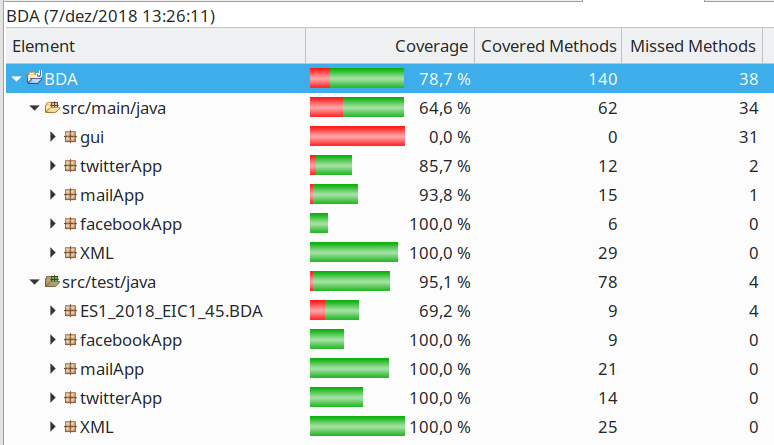 BDA (7/dez/2018 13:26:11)
Element Coverage Covered Methods Missed Methods
BDA 78,7 % 140 38
src/main/java 64,6 % 62 34
gui 0,0 % 0 31
twitterApp 85,7 % 12 2
mailApp 93,8 % 15 1
facebookApp 100,0 % 6 0
XML 100,0 % 29 0
src/test/java 95,1 % 78 4
ES1_2018_EIC1_45.BDA 69,2 % 9 4
facebookApp 100,0 % 9 0
mailApp 100,0 % 21 0
twitterApp 100,0 % 14 0
XML 100,0 % 25 0